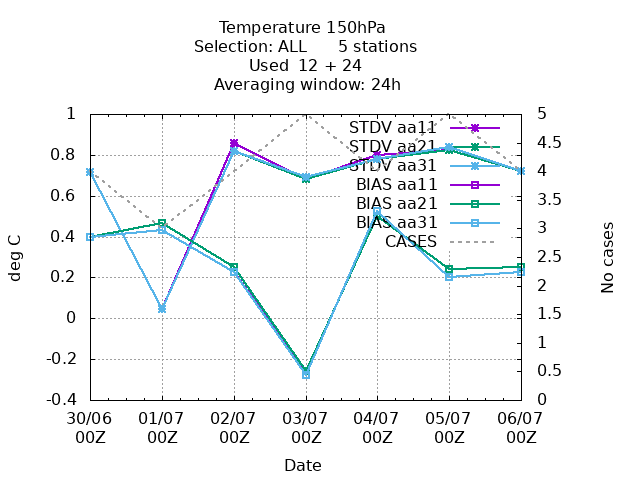 Temperature 150hPa
Selection: ALL      5 stations
Used  12 + 24
Averaging window: 24h
1
0.8
0.6
0.4
0.2
0
-0.2
-0.4
deg C
STDV aa11
STDV aa21
STDV aa31
BIAS aa11
BIAS aa21
BIAS aa31
CASES
5
4.5
4
3.5
3
2.5
2
1.5
1
0.5
0
No cases
30/06 01/07 02/07 03/07 04/07 05/07 06/07
00Z 00Z 00Z 00Z 00Z 00Z 00Z
Date